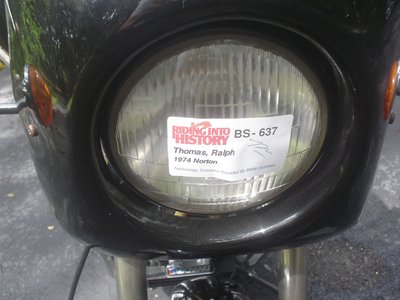 RIDING INTO
HISTORY BS-637
Thomas, Ralph
1974 Norton
Technology Solutions Provided By